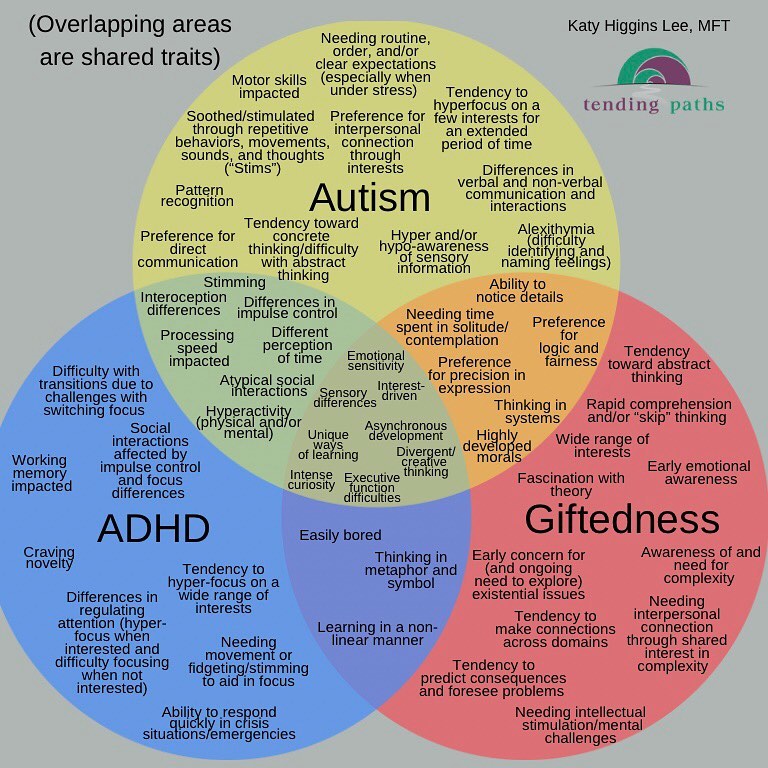 (Overlapping areas
are shared traits)
Katy Higgins Lee, MFT
tending paths
Needing routine,
order, and/or
clear expectations
(especially when
under stress)
Motor skills
impacted
Tendency to
hyperfocus on a
few interests for
an extended
period of time
Soothed/stimulated
through repetitive
behaviors, movements,
sounds, and thoughts
("Stims")
Preference for
interpersonal
connection
through
interests
Differences in
verbal and non-verbal
communication and
interactions
Pattern
recognition
Autism
Preference for
direct
communication
Tendency toward
concrete
thinking/difficulty
with abstract
thinking
Hyper and/or
hypo-awareness
of sensory
information
Alexithymia
(difficulty
identifying and
naming feelings)
Stimming
Interoception
differences
Differences in
impulse control
Processing
speed
impacted
Different
perception
of time
Atypical social
interactions
Hyperactivity
(physical and/or
mental)
Ability to
notice details
Needing time
spent in solitude/
contemplation
Preference
for
logic and
fairness
Preference
for precision in
expression
Thinking in
systems
Highly
developed
morals
Emotional
sensitivity
Sensory
differences
Interest-
driven
Asynchronous
development
Unique
ways
of learning
Divergent/
creative
thinking
Intense
curiosity
Executive
function
difficulties
Difficulty with
transitions due to
challenges with
switching focus
Social
interactions
affected by
impulse control
and focus
differences
Working
memory
impacted
ADHD
Craving
novelty
Tendency to
hyper-focus on a
wide range of
interests
Differences in
regulating
attention (hyper-
focus when
interested and
difficulty focusing
when not
interested)
Needing
movement or
fidgeting/stimming
to aid in focus
Ability to respond
quickly in crisis
situations/emergencies
Easily bored
Thinking in
metaphor and
symbol
Learning in a non-
linear manner
Tendency
toward abstract
thinking
Rapid comprehension
and/or "skip" thinking
Wide range of
interests
Early emotional
awareness
Fascination with
theory
Giftedness
Early concern for
(and ongoing
need to explore)
existential issues
Awareness of and
need for
complexity
Tendency to
make connections
across domains
Needing
interpersonal
connection
through shared
interest in
complexity
Tendency to
predict consequences
and foresee problems
Needing intellectual
stimulation/mental
challenges